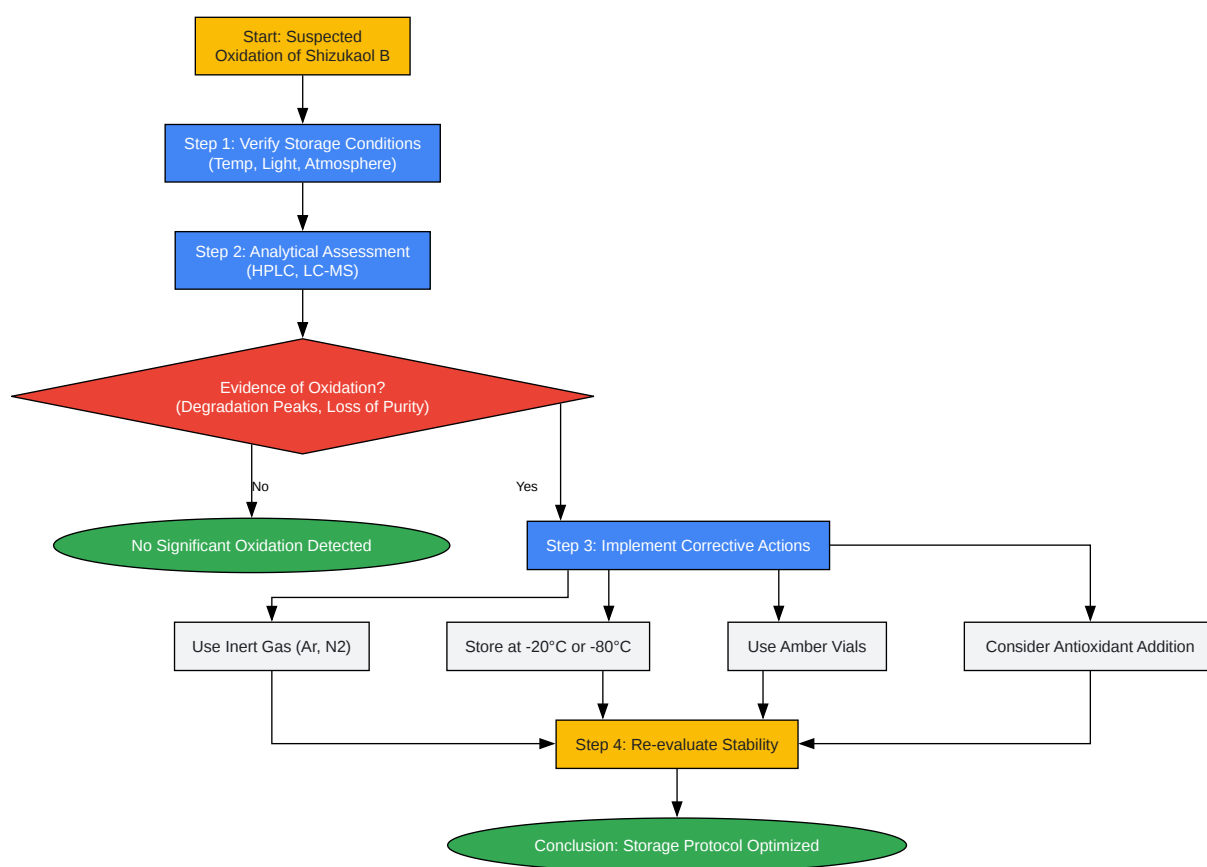 Start: Suspected
Oxidation of Shizukaol B
Step 1: Verify Storage Conditions
(Temp, Light, Atmosphere)
Step 2: Analytical Assessment
(HPLC, LC-MS)
Evidence of Oxidation?
(Degradation Peaks, Loss of Purity)
No
Yes
No Significant Oxidation Detected
Step 3: Implement Corrective Actions
Use Inert Gas (Ar, N2)
Store at -20°C or -80°C
Use Amber Vials
Consider Antioxidant Addition
Step 4: Re-evaluate Stability
Conclusion: Storage Protocol Optimized